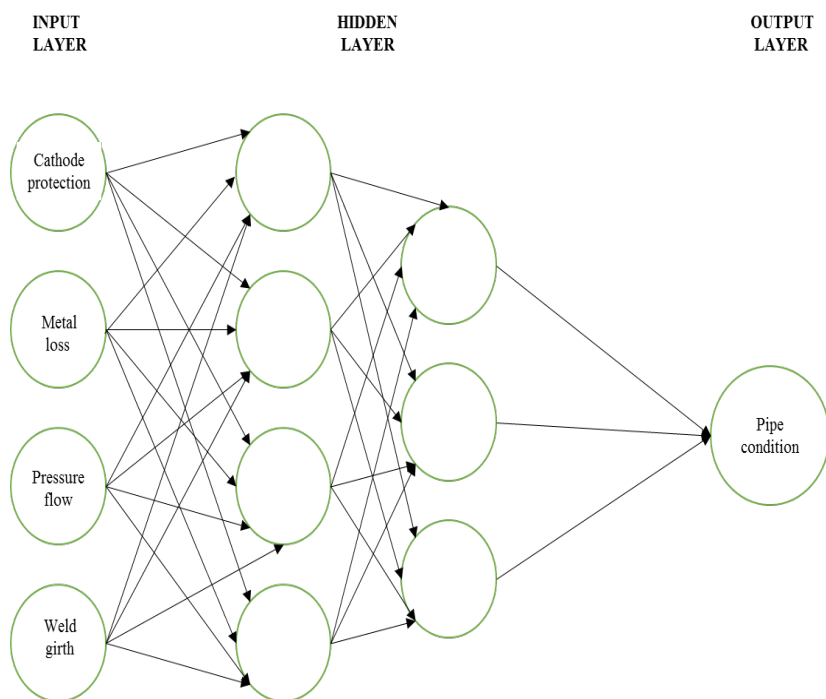 INPUT
LAYER
HIDDEN
LAYER
OUTPUT
LAYER
Cathode
protection
Metal
loss
Pressure
flow
Weld
girth
Pipe
condition